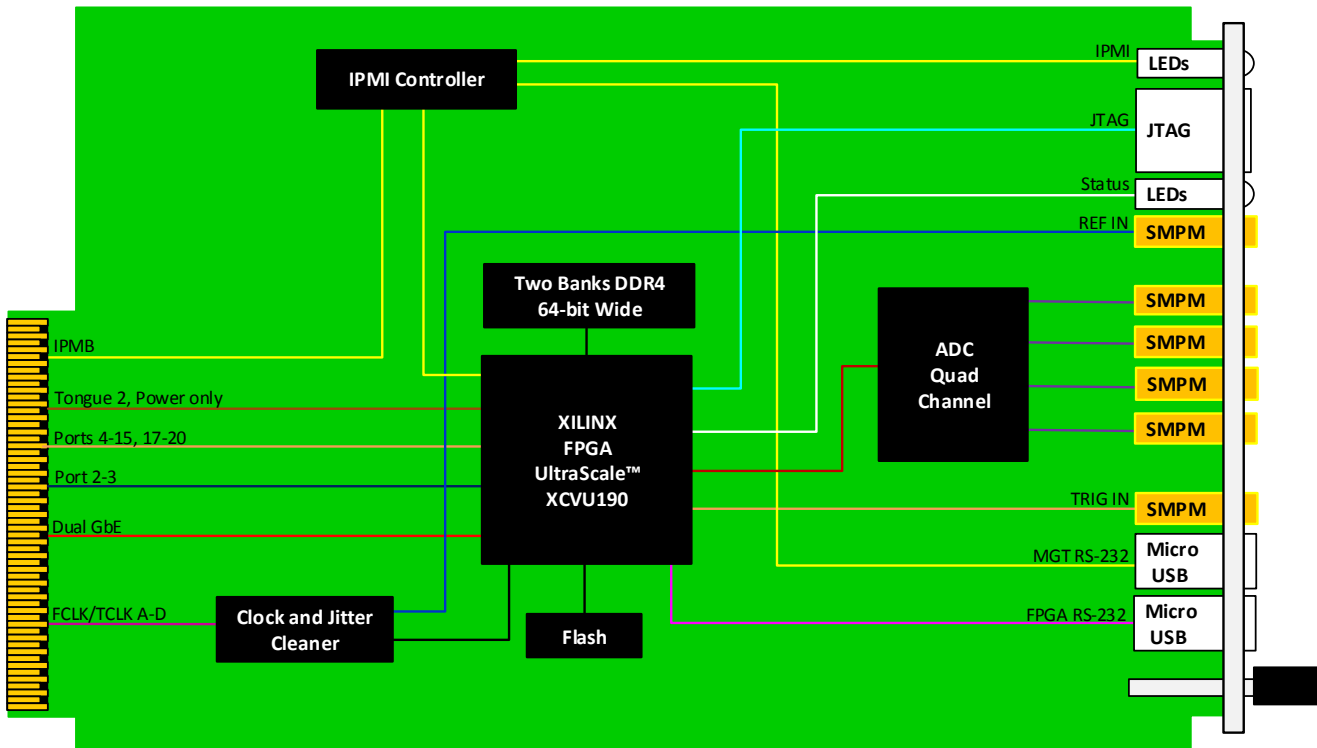 IPMI
LEDs
IPMI Controller
JTAG
JTAG
Status
LEDs
REF IN
SMPM
Two Banks DDR4
64-bit Wide
SMPM
SMPM
SMPM
SMPM
ADC
Quad
Channel
IPMB
Tongue 2, Power only
Ports 4-15, 17-20
Port 2-3
Dual GbE
FCLK/TCLK A-D
XILINX
FPGA
UltraScale™
XCVU190
TRIG IN
SMPM
MGT RS-232
Micro
USB
FPGA RS-232
Micro
USB
Clock and Jitter
Cleaner
Flash